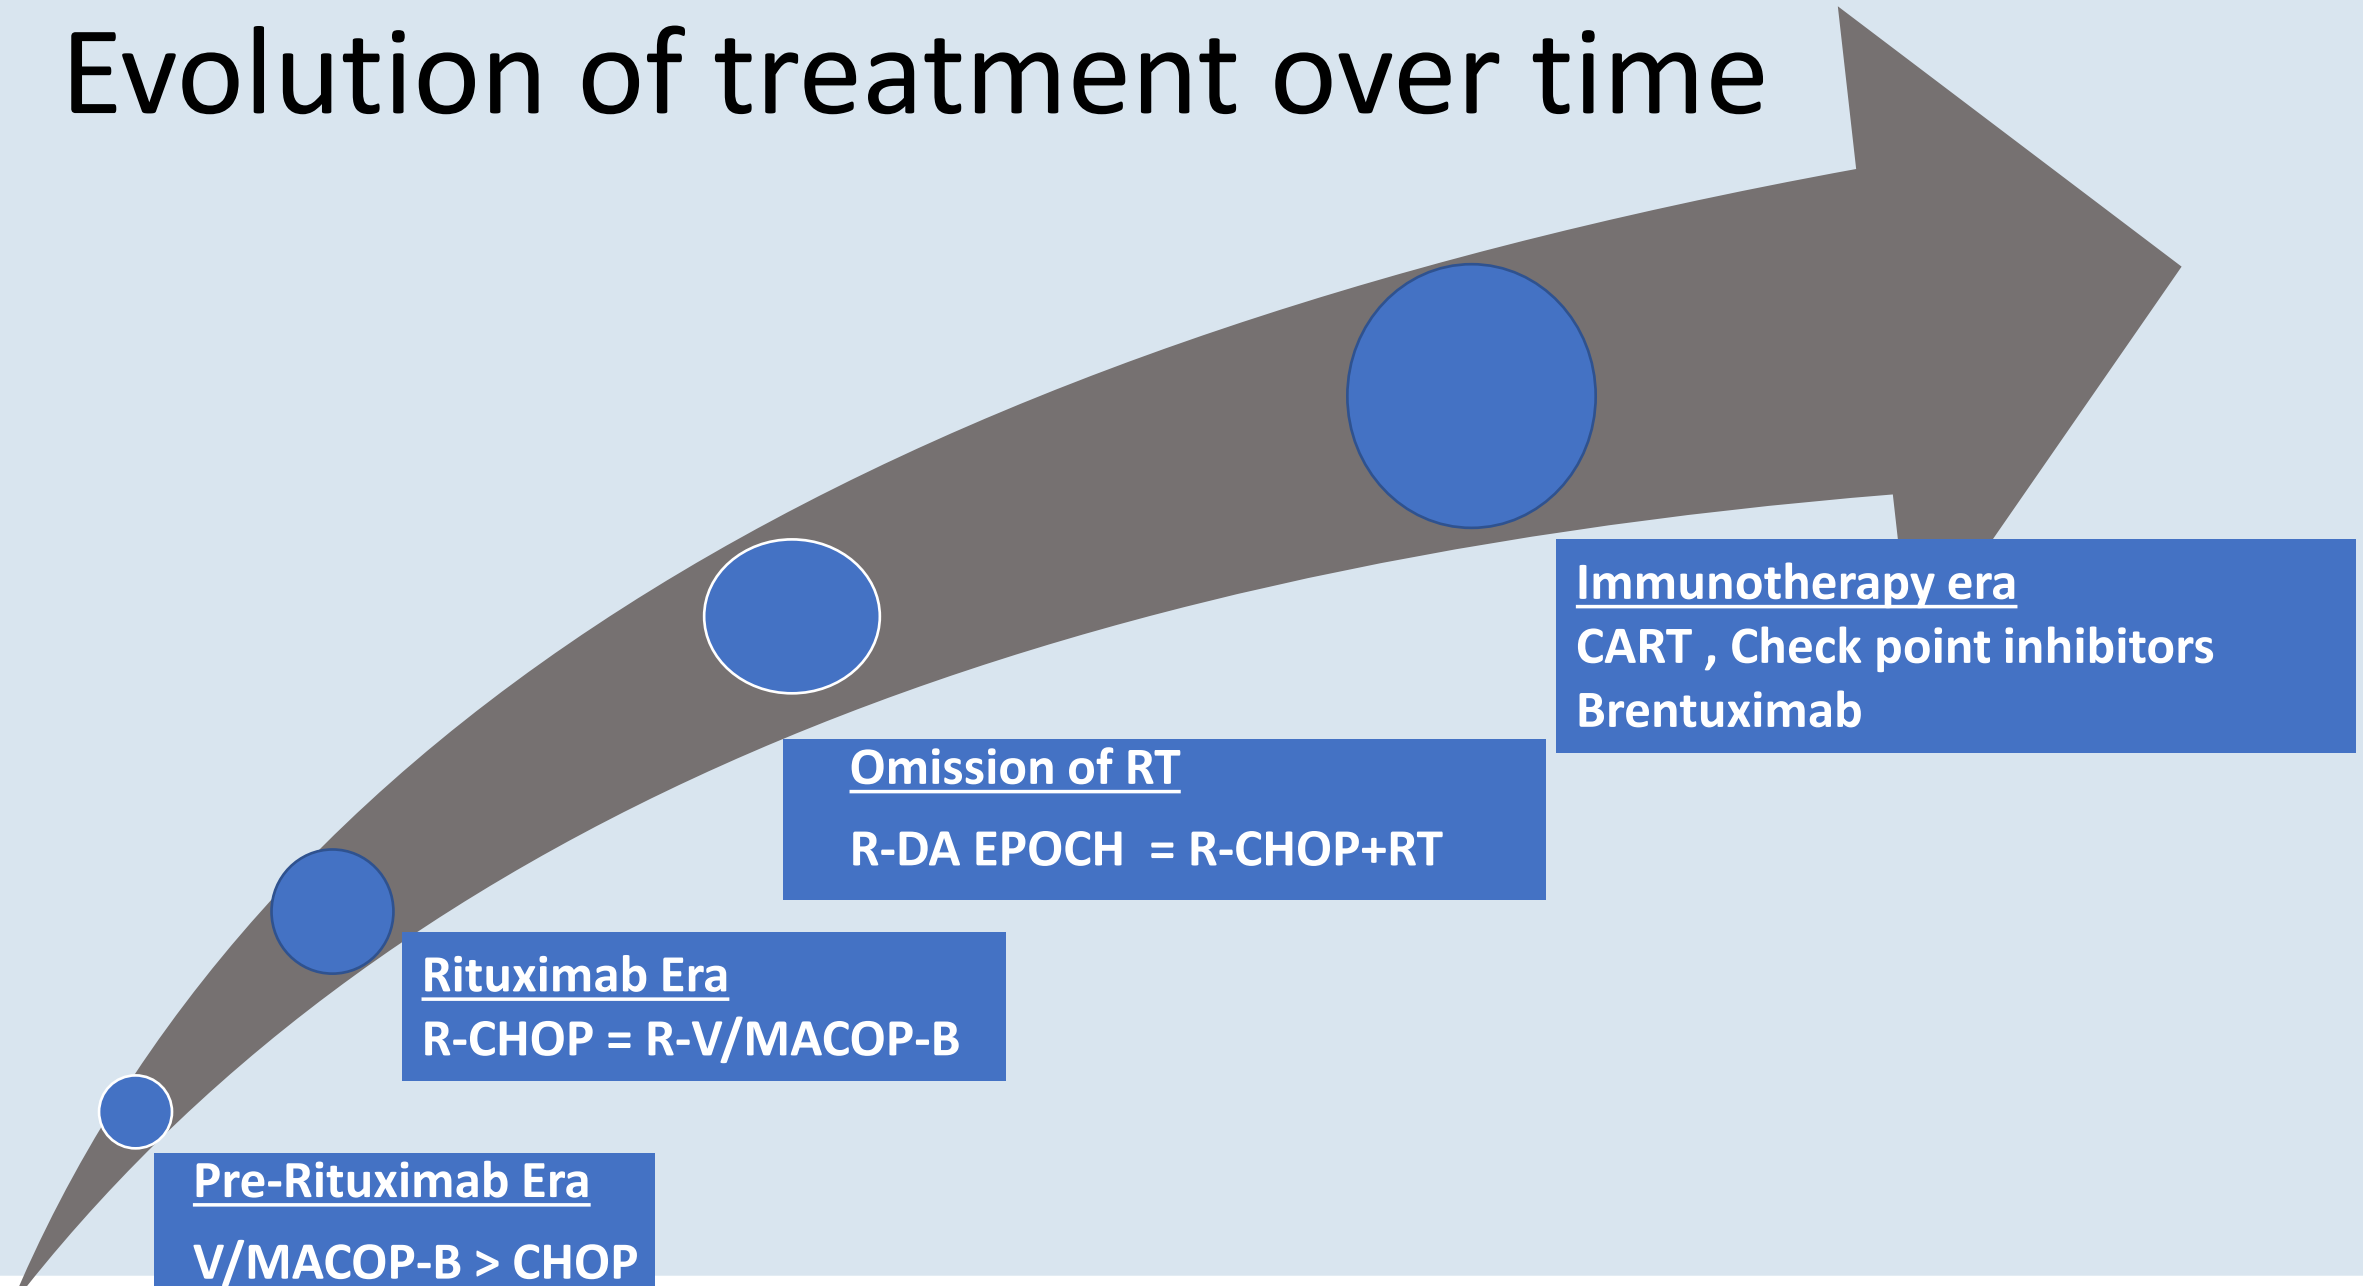 Evolution of treatment over time
Immunotherapy era
CART , Check point inhibitors
Brentuximab
Omission of RT
R-DA EPOCH  = R-CHOP+RT
Rituximab Era
R-CHOP = R-V/MACOP-B
Pre-Rituximab Era
V/MACOP-B > CHOP